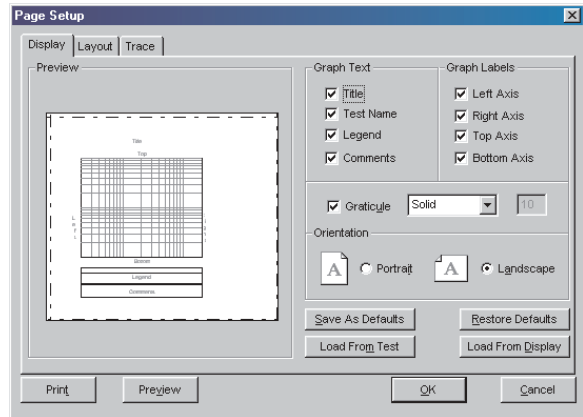 Page Setup
Display Layout Trace
Preview
Title
Top
Left
Bottom
Legend
Comments
Graph Text
Title
Test Name
Legend
Comments
Graph Labels
Left Axis
Right Axis
Top Axis
Bottom Axis
Graticule Solid 10
Orientation
A Portrait A Landscape
Save As Defaults Restore Defaults
Load From Test Load From Display
Print Preview OK Cancel